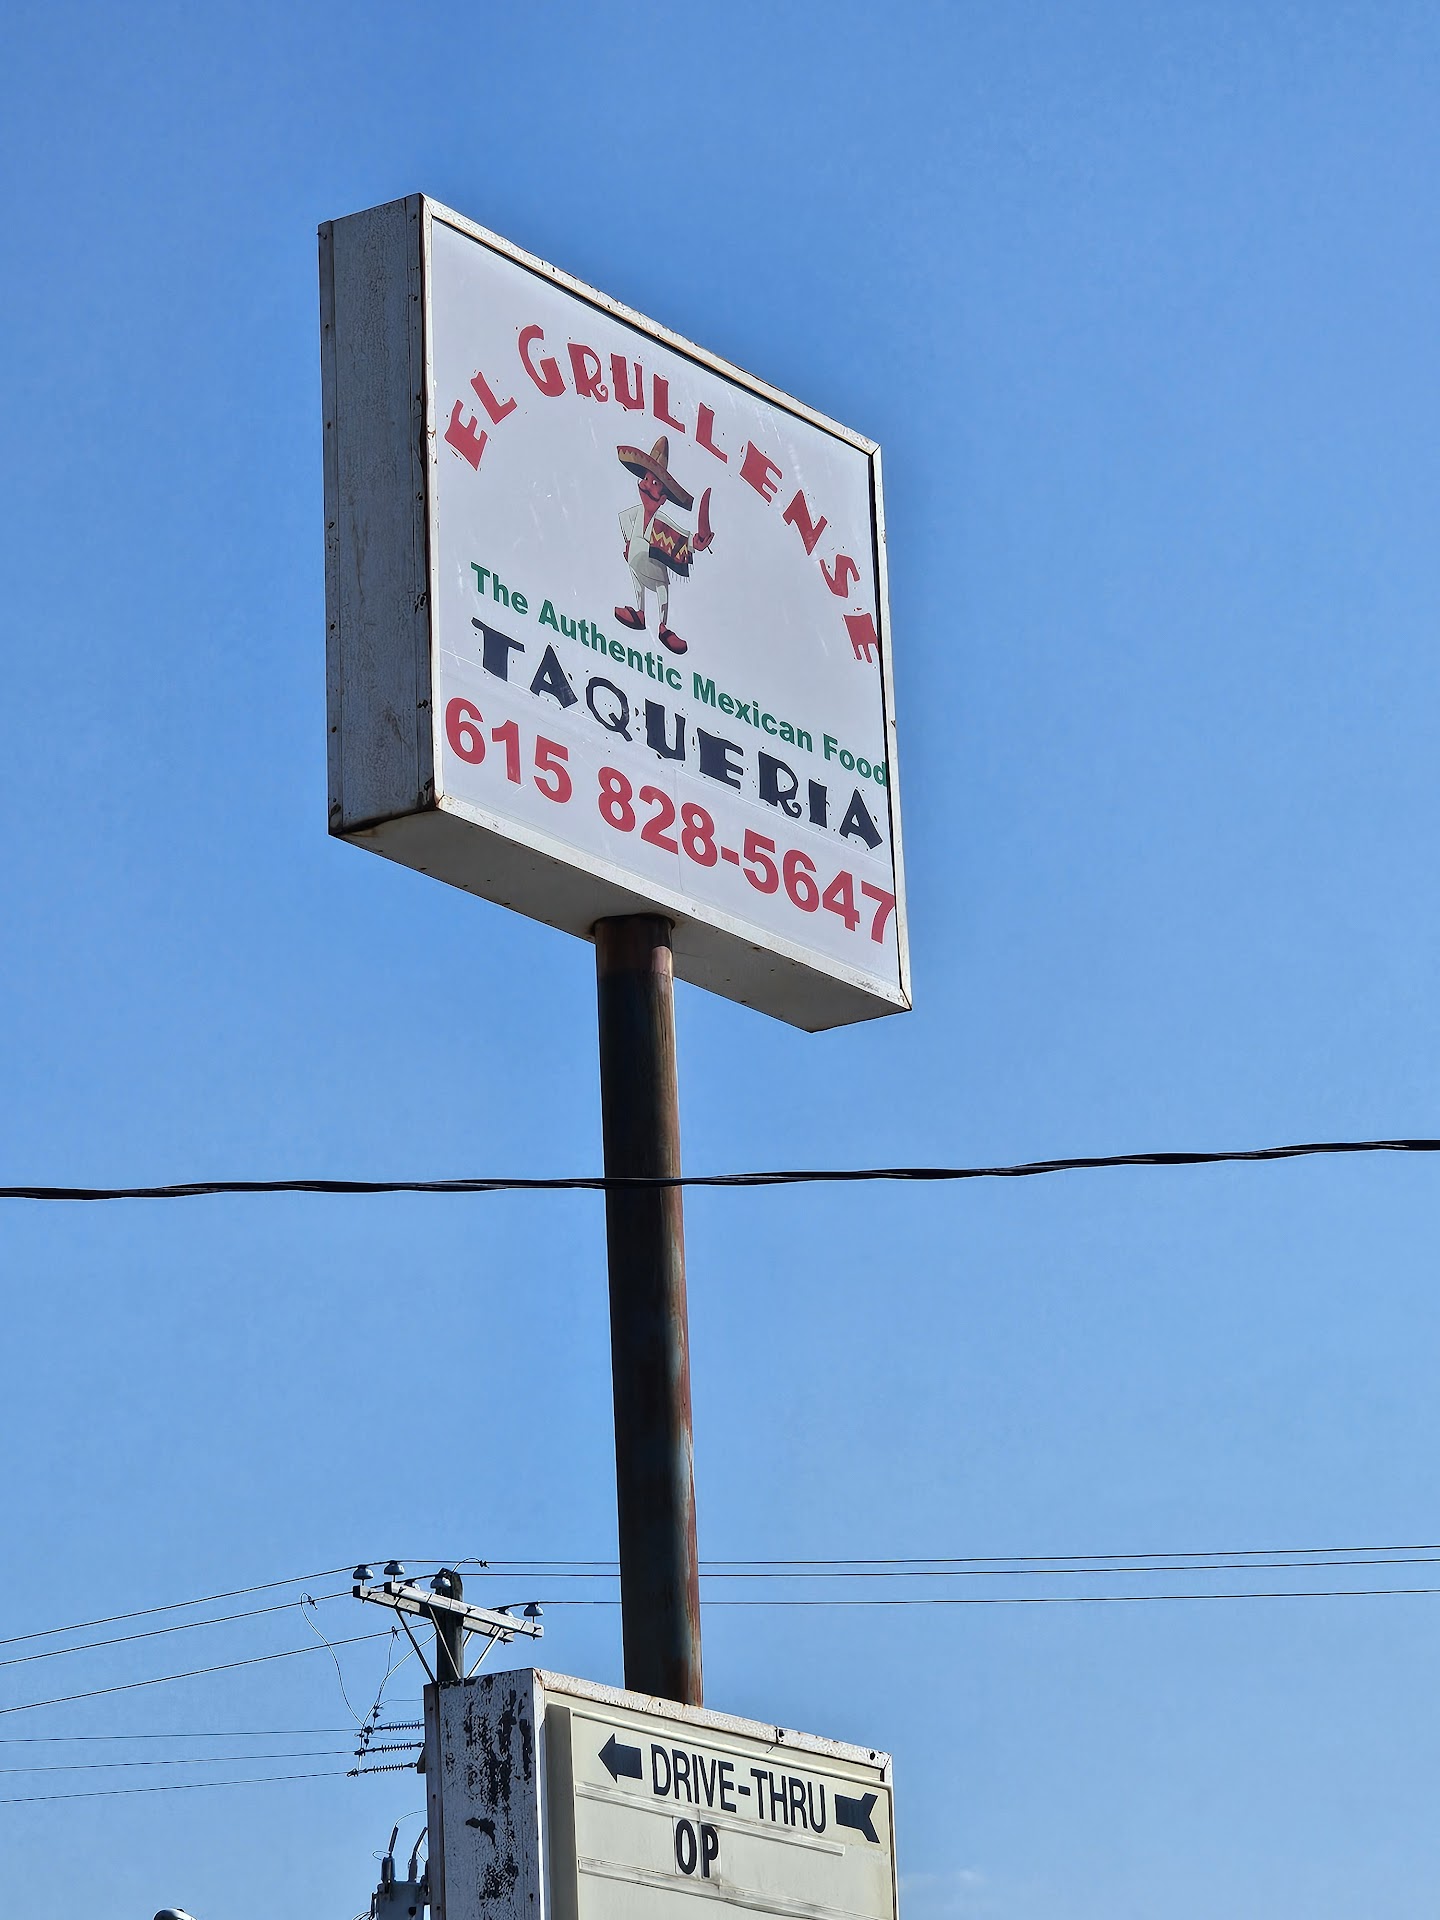 EL GRULLENSE
The Authentic Mexican Food
TAQUERIA
615 828-5647
DRIVE-THRU
OP